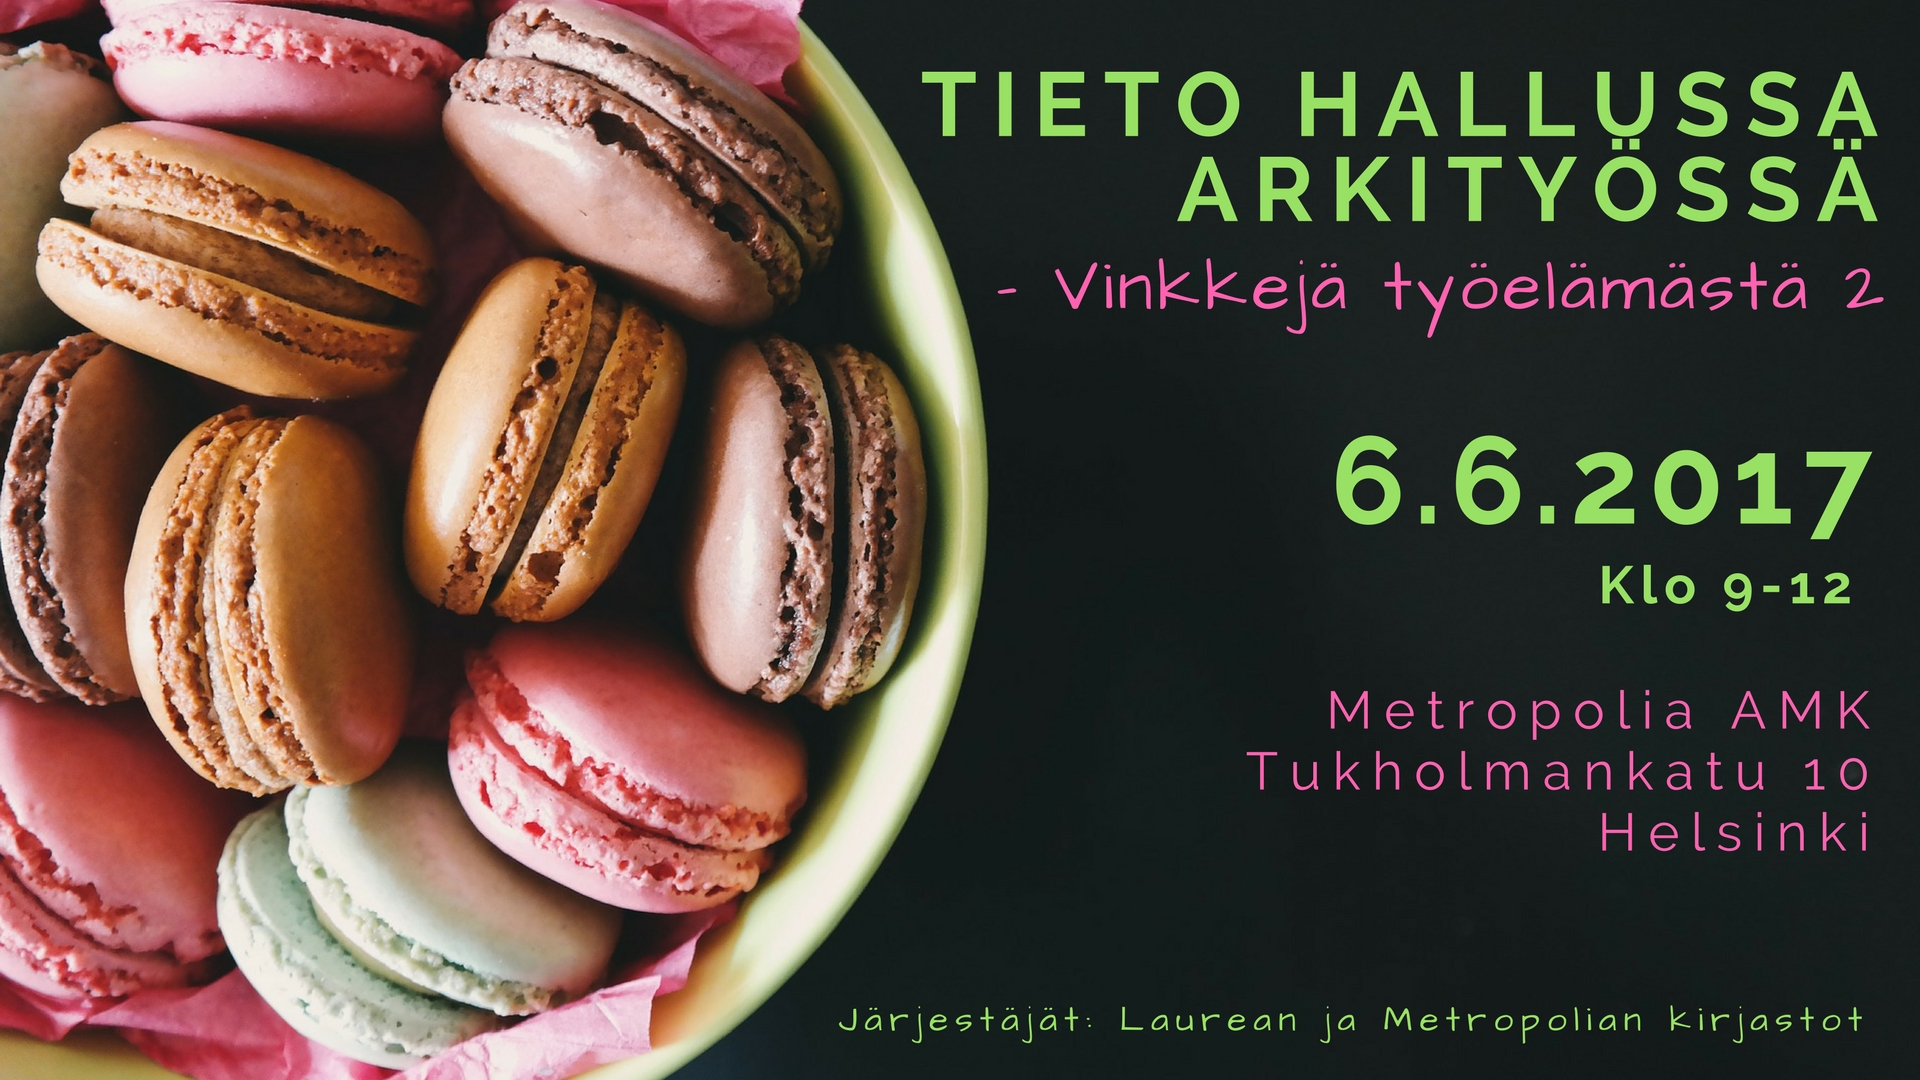 TIETO HALLUSSA
ARKITYÖSSÄ
- Vinkkejä työelämästä 2
6.6.2017
Klo 9-12
Metropolia AMK
Tukholmankatu 10
Helsinki
Järjestäjät: Laurean ja Metropolian kirjastot